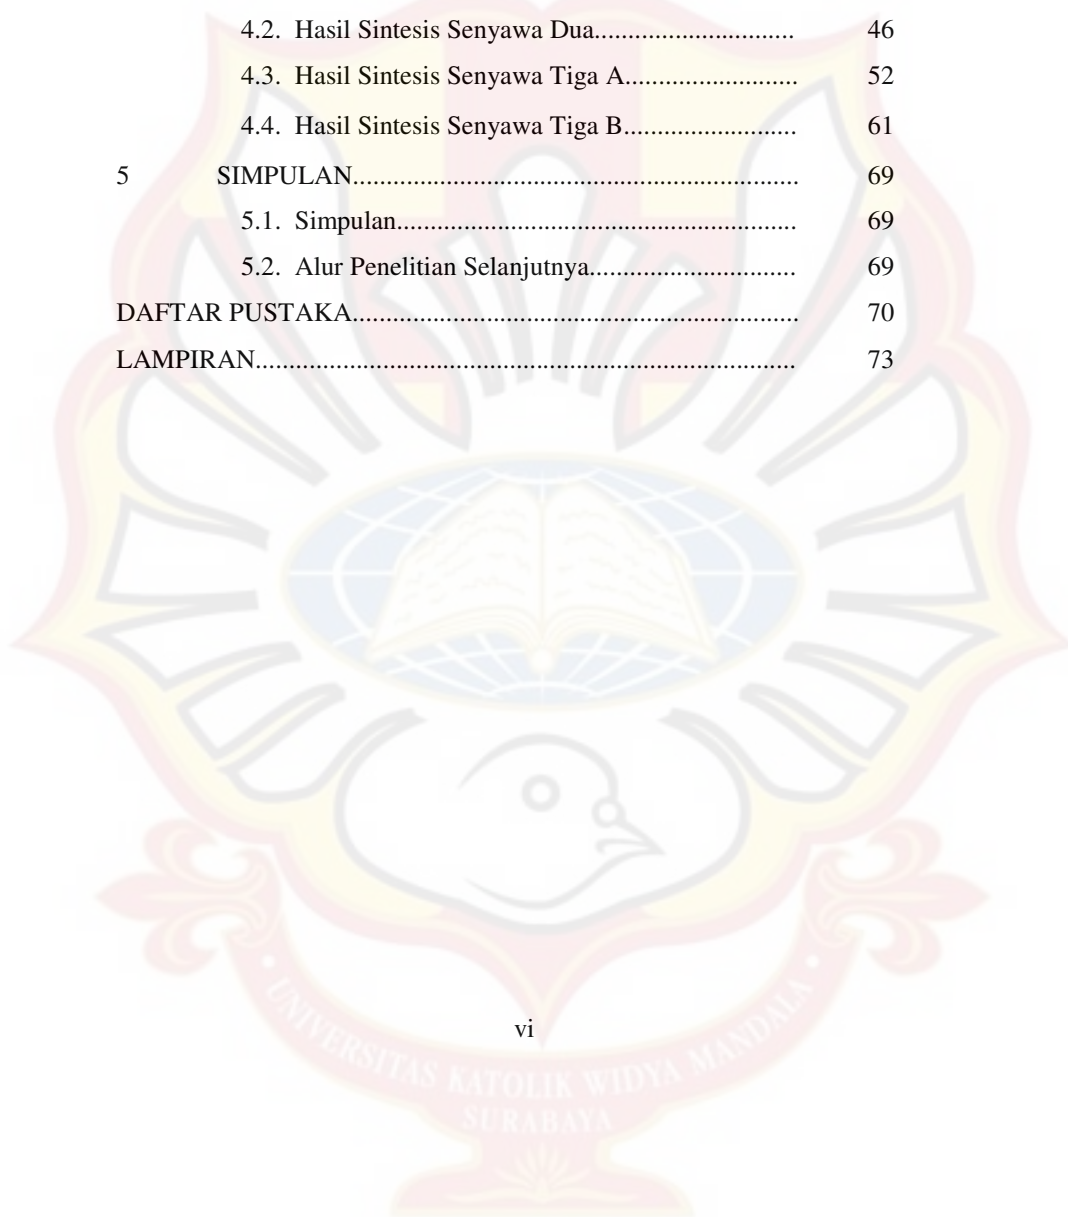 4.2. Hasil Sintesis Senyawa Dua.............................. 46
4.3. Hasil Sintesis Senyawa Tiga A.......................... 52
4.4. Hasil Sintesis Senyawa Tiga B.......................... 61
5 SIMPULAN................................................................... 69
5.1. Simpulan............................................................ 69
5.2. Alur Penelitian Selanjutnya............................... 69
DAFTAR PUSTAKA................................................................... 70
LAMPIRAN................................................................................. 73
vi
UNIVERSITAS KATOLIK WIDYA MANDALA
SURABAYA